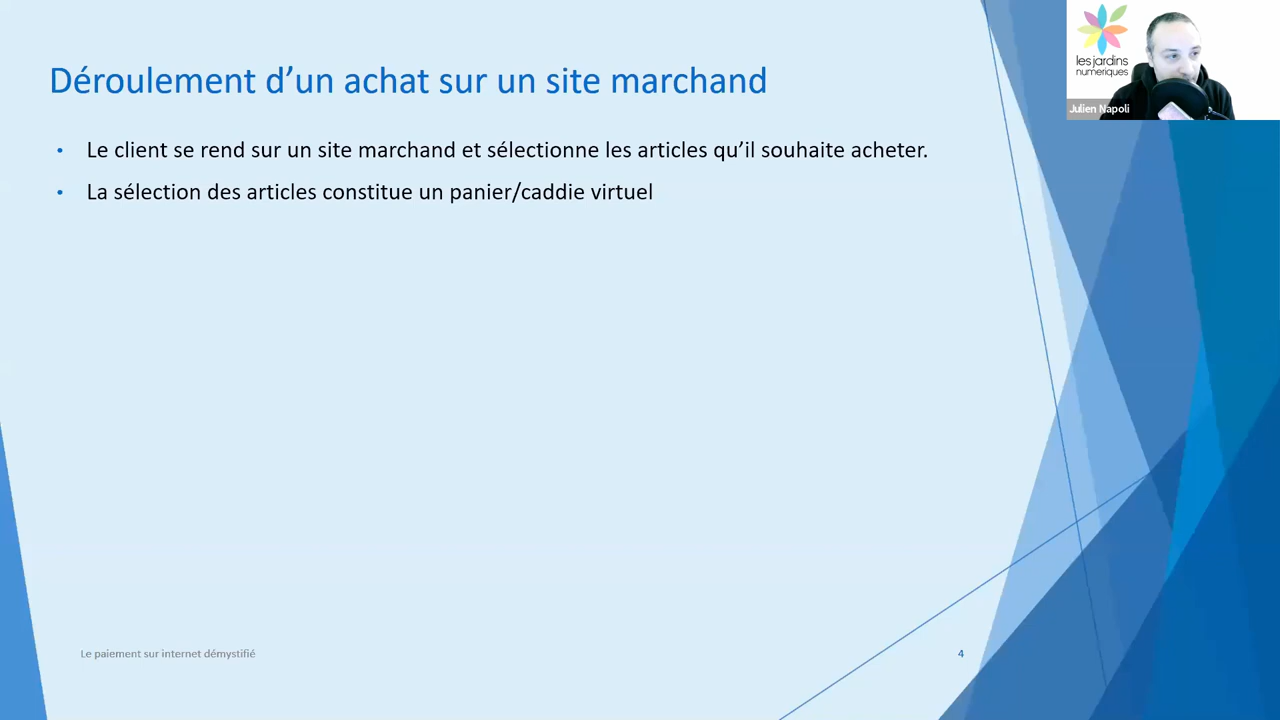 Déroulement d’un achat sur un site marchand
• Le client se rend sur un site marchand et sélectionne les articles qu’il souhaite acheter.
• La sélection des articles constitue un panier/caddie virtuel
les jardins
numeriques
Julien Napoli
Le paiement sur internet démystifié
4